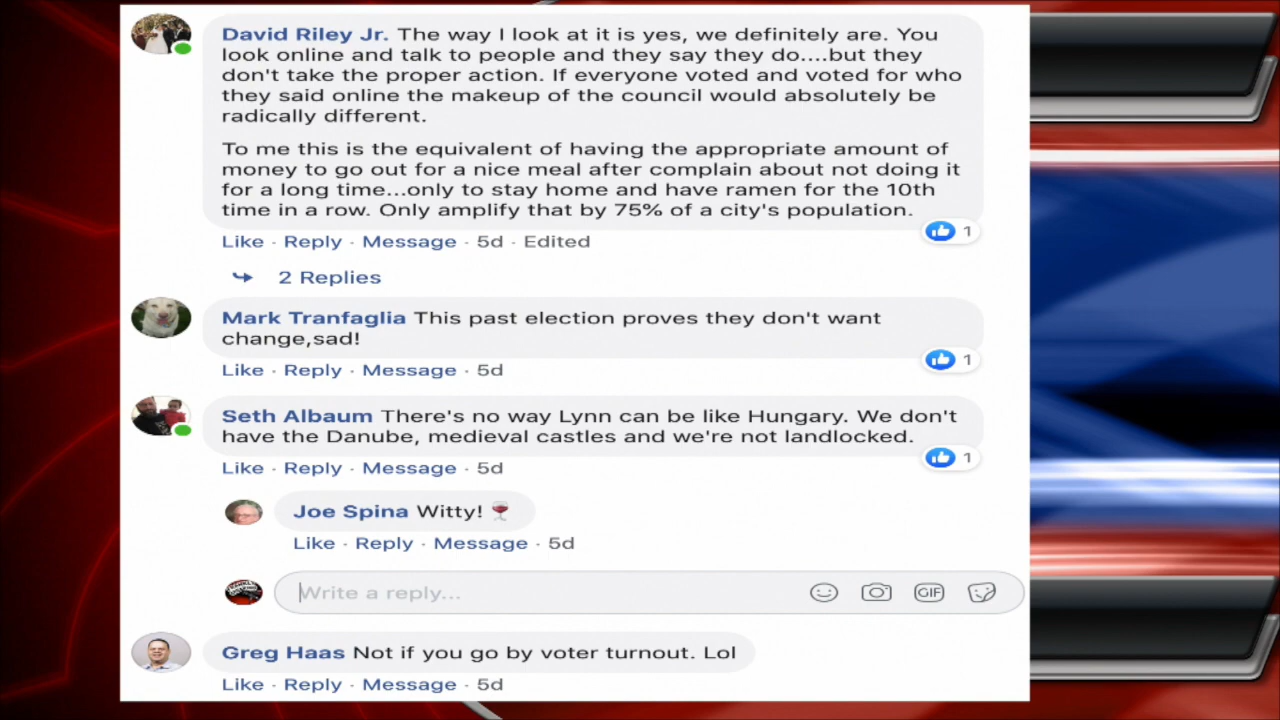 David Riley Jr. The way I look at it is yes, we definitely are. You
look online and talk to people and they say they do....but they
don't take the proper action. If everyone voted and voted for who
they said online the makeup of the council would absolutely be
radically different.
To me this is the equivalent of having the appropriate amount of
money to go out for a nice meal after complain about not doing it
for a long time...only to stay home and have ramen for the 10th
time in a row. Only amplify that by 75% of a city's population.
1
Like · Reply · Message · 5d · Edited
2 Replies
Mark Tranfaglia This past election proves they don't want
change,sad!
1
Like · Reply · Message · 5d
Seth Albaum There's no way Lynn can be like Hungary. We don't
have the Danube, medieval castles and we're not landlocked.
1
Like · Reply · Message · 5d
Joe Spina Witty! 🍷
Like · Reply · Message · 5d
Write a reply...
GIF
Greg Haas Not if you go by voter turnout. Lol
Like · Reply · Message · 5d